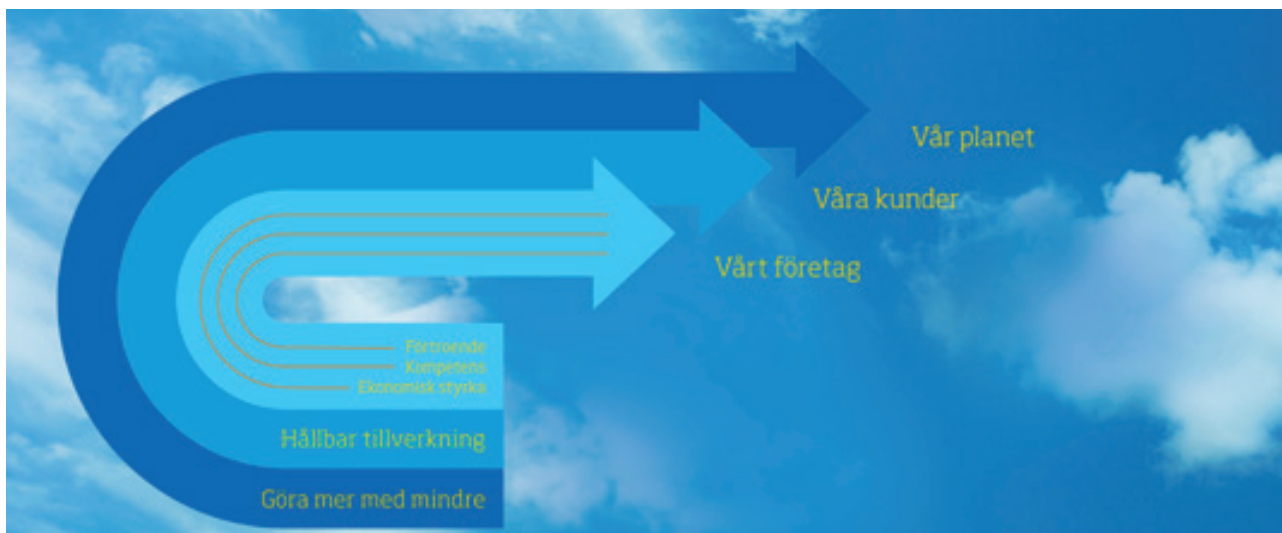 Vår planet
Våra kunder
Vårt företag
Förtroende
Kompetens
Ekonomisk styrka
Hållbar tillverkning
Göra mer med mindre